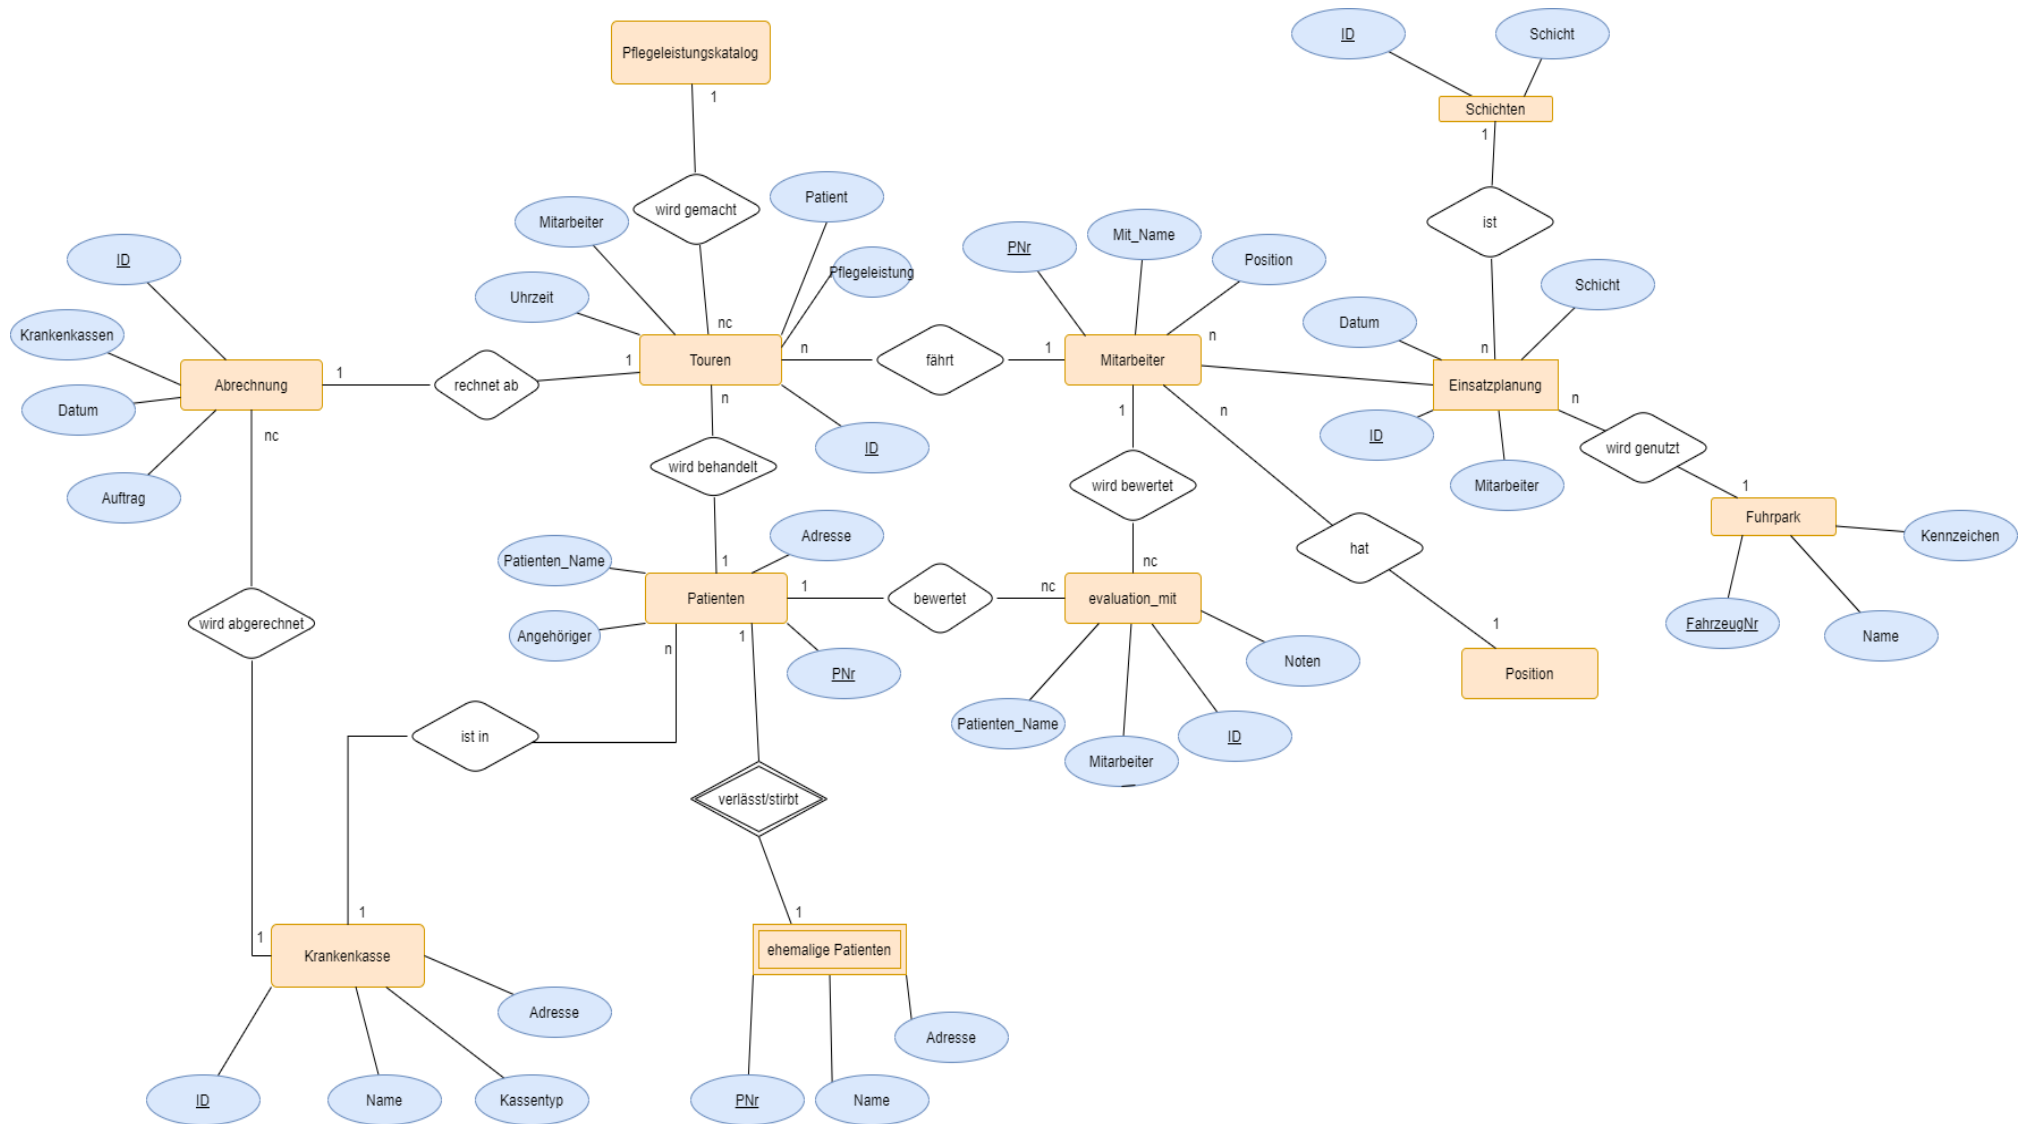 ID
Schicht
Pflegeleistungskatalog
1
Schichten
1
wird gemacht
Patient
Mitarbeiter
ist
PNr
Mit_Name
Position
ID
Pflegeleistung
Schicht
Uhrzeit
Datum
Krankenkassen
nc
n
n
n
Touren
fährt
1
Mitarbeiter
1
1
rechnet ab
Abrechnung
Einsatzplanung
n
n
n
Datum
1
nc
ID
ID
wird genutzt
wird behandelt
wird bewertet
Mitarbeiter
1
Auftrag
Fuhrpark
Kennzeichen
Adresse
hat
Patienten_Name
1
nc
1
nc
Patienten
bewertet
evaluation_mit
wird abgerechnet
1
FahrzeugNr
Name
Angehöriger
1
n
Noten
PNr
Position
Patienten_Name
ID
ist in
Mitarbeiter
verlässt/stirbt
1
1
1
ehemalige Patienten
Krankenkasse
Adresse
Adresse
ID
Name
Kassentyp
PNr
Name